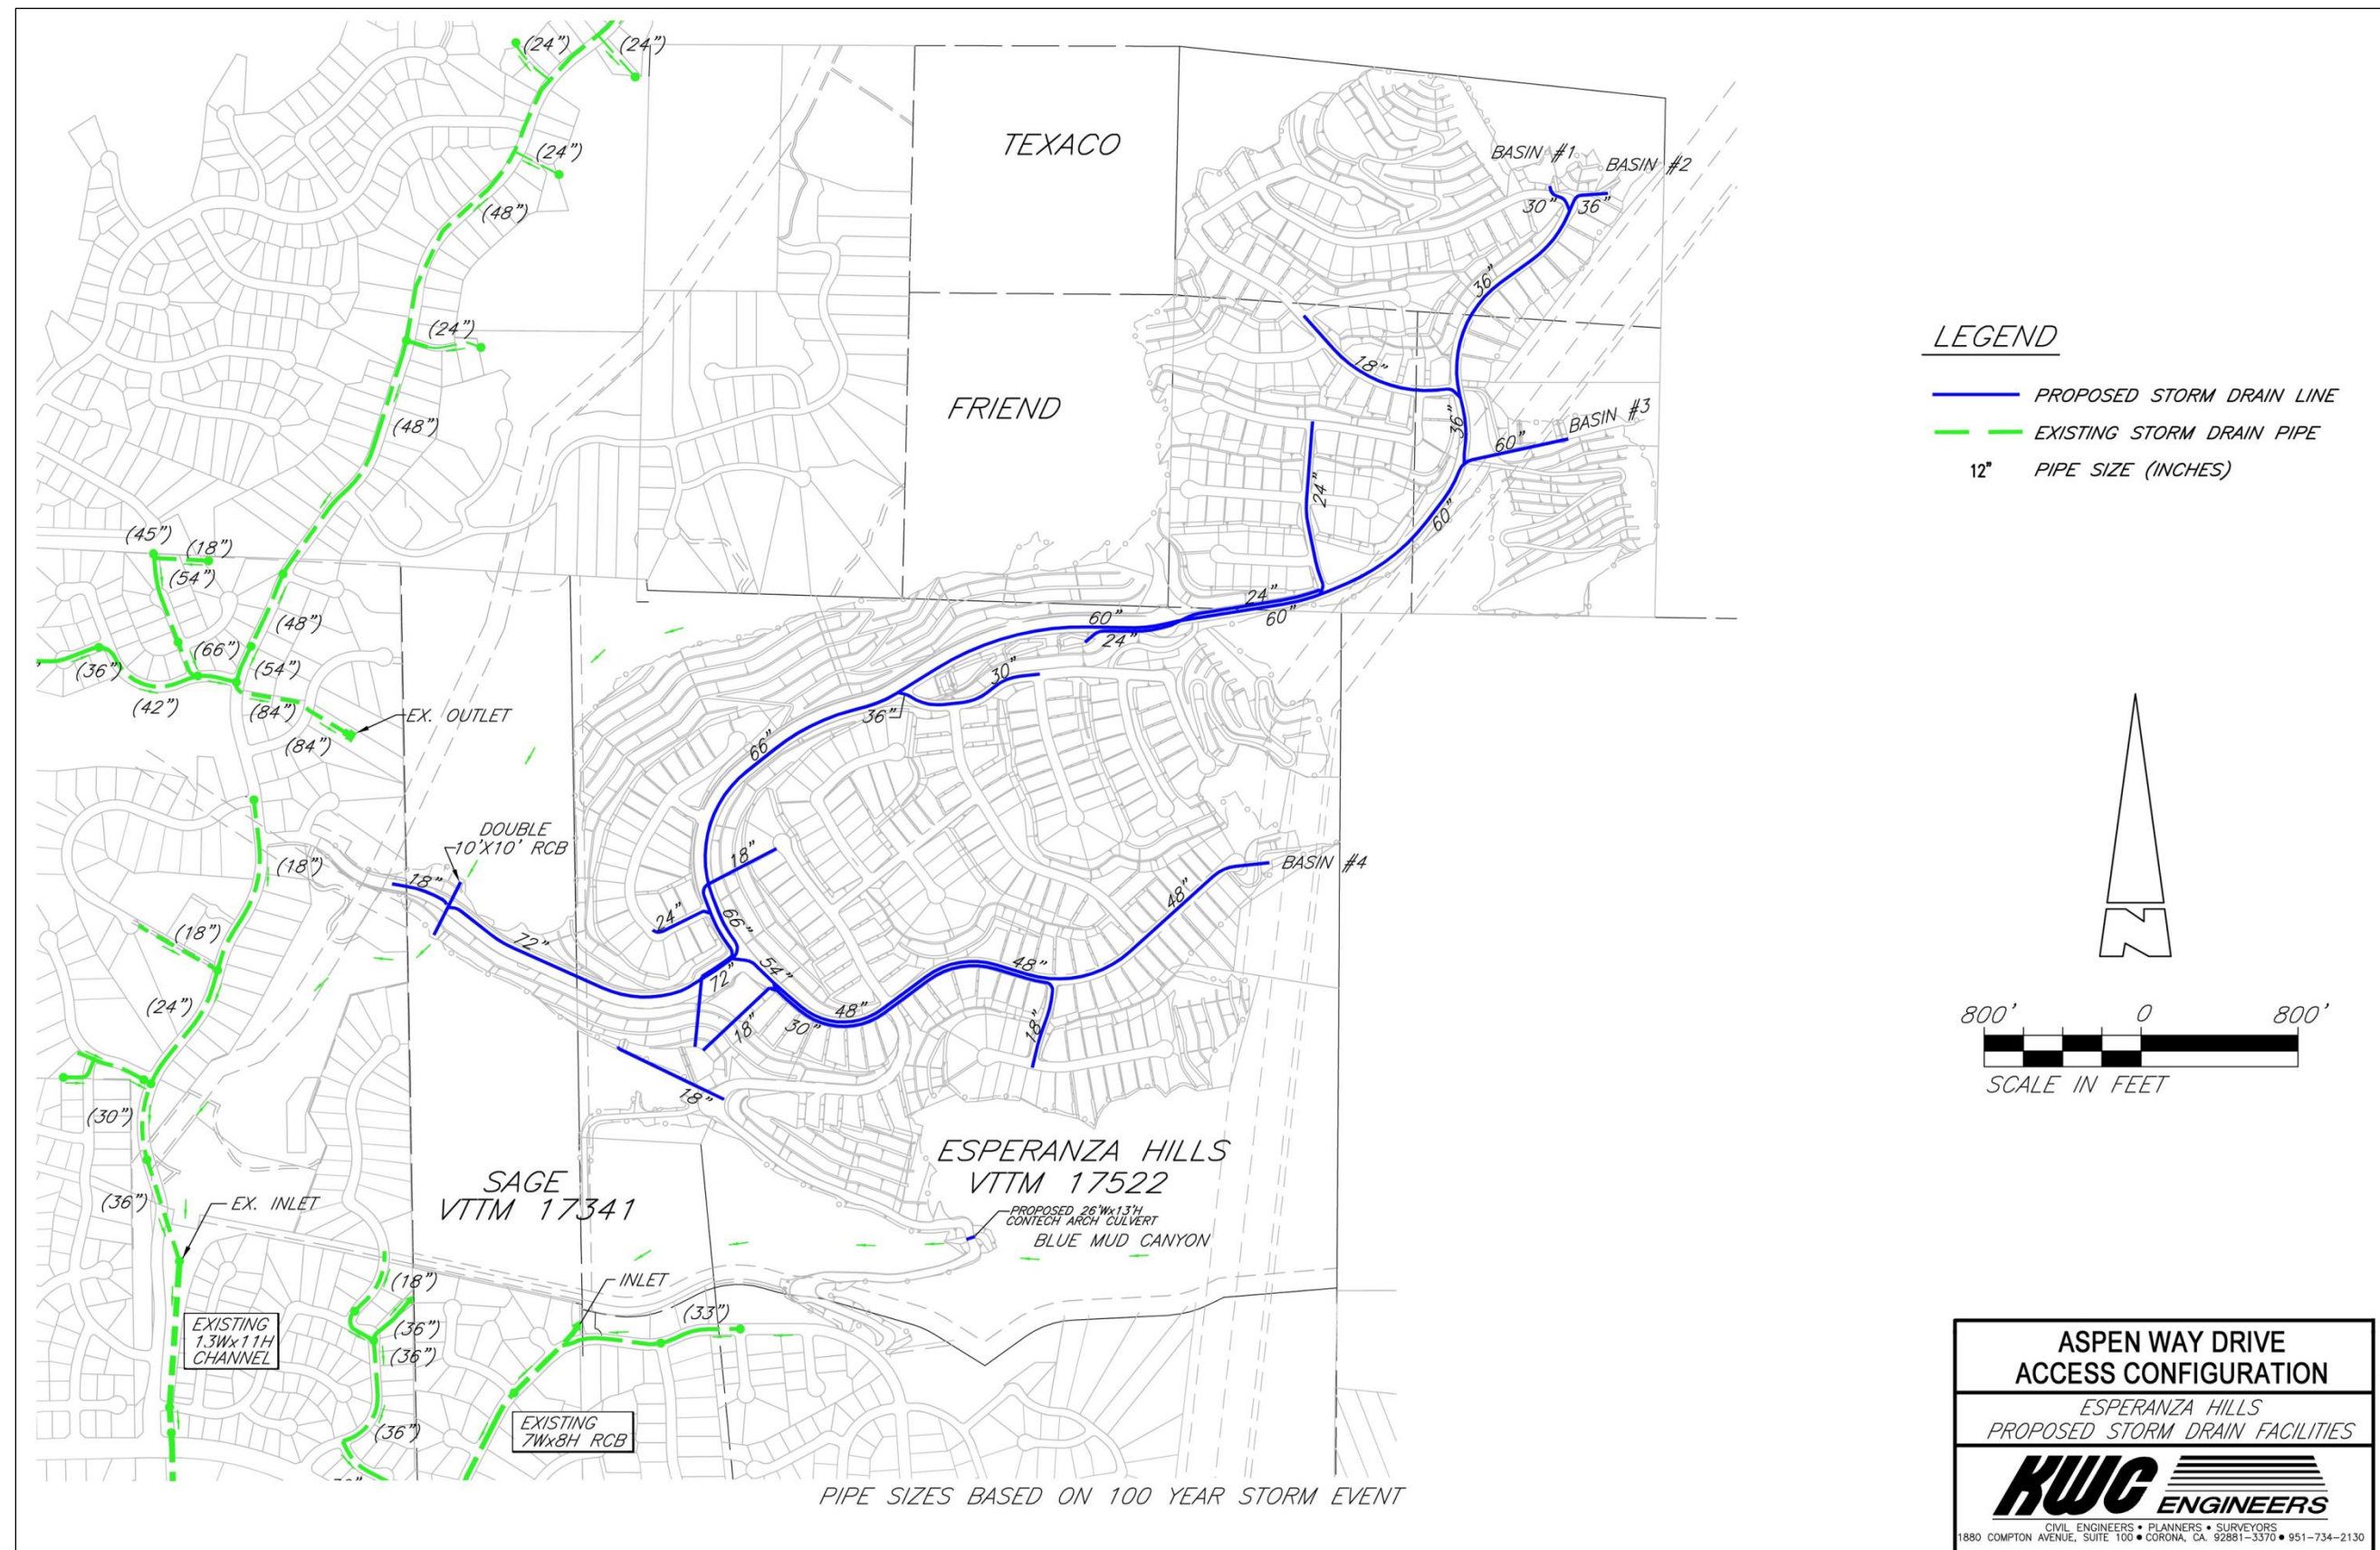 (24")
(24")
TEXACO
(24")
BASIN #1
BASIN #2
(48")
30"
36"
36"
(24")
LEGEND
18"
PROPOSED STORM DRAIN LINE
FRIEND
BASIN #3
(48")
36"
60"
EXISTING STORM DRAIN PIPE
12"
PIPE SIZE (INCHES)
24"
60"
(45")
(18")
(54")
24"
60"
(48")
60"
24"
(66")
(36")
(54")
30"
(42")
(84")
EX. OUTLET
36"
(84")
66"
DOUBLE
10'X10' RCB
(18")
18"
BASIN #4
18"
48"
24"
66"
(18")
72"
48"
54"
72"
(24")
48"
18"
30"
18"
800'
0
800'
SCALE IN FEET
18"
(30")
ESPERANZA HILLS
VTTM 17522
SAGE
VTTM 17341
(36")
EX. INLET
PROPOSED 26'Wx13'H
CONTECH ARCH CULVERT
BLUE MUD CANYON
(18")
INLET
(33")
EXISTING
13Wx11H
CHANNEL
(36")
(36")
(36")
EXISTING
7Wx8H RCB
PIPE SIZES BASED ON 100 YEAR STORM EVENT
ASPEN WAY DRIVE
ACCESS CONFIGURATION
ESPERANZA HILLS
PROPOSED STORM DRAIN FACILITIES
KWC
ENGINEERS
CIVIL ENGINEERS • PLANNERS • SURVEYORS
1880 COMPTON AVENUE, SUITE 100 • CORONA, CA. 92881-3370 • 951-734-2130
N